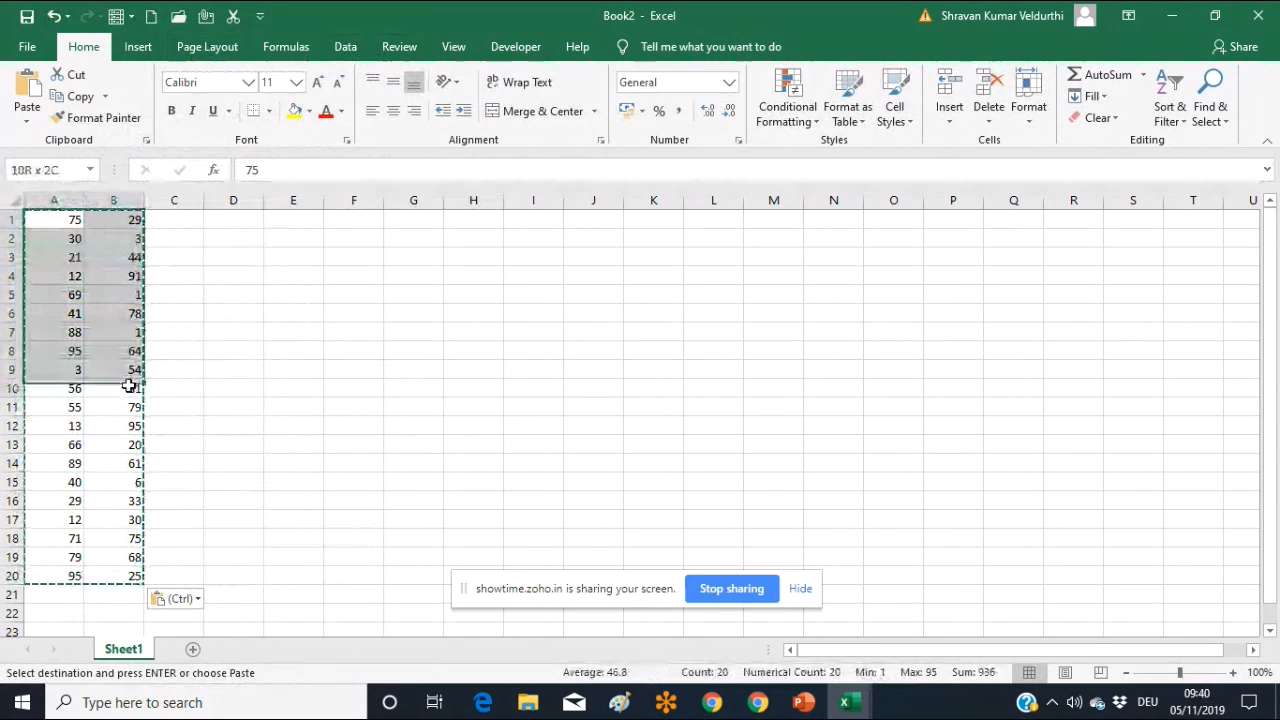 Book2 - Excel
Shravan Kumar Veldurthi
File Home Insert Page Layout Formulas Data Review View Developer Help Tell me what you want to do Share
Cut
Copy
Format Painter
Paste
Clipboard
Calibri 11
B I U
Font
Wrap Text
Merge & Center
Alignment
General
Number
Conditional Formatting
Format as Table
Cell Styles
Styles
Insert Delete Format
Cells
AutoSum
Fill
Clear
Sort & Filter
Find & Select
Editing
fx 75
A B C D E F G H I J K L M N O P Q R S T U
1 75 29
2 30 3
3 21 44
4 12 91
5 69 1
6 41 78
7 88 1
8 95 64
9 3 54
10 56
11 55 79
12 13 95
13 66 20
14 89 61
15 40 6
16 29 33
17 12 30
18 71 75
19 79 68
20 95 25
21
22
23
(Ctrl)
showtime.zoho.in is sharing your screen. Stop sharing Hide
Sheet1
Select destination and press ENTER or choose Paste Average: 46.8 Count: 20 Numerical Count: 20 Min: 1 Max: 95 Sum: 936 100%
Type here to search
DEU
09:40
05/11/2019